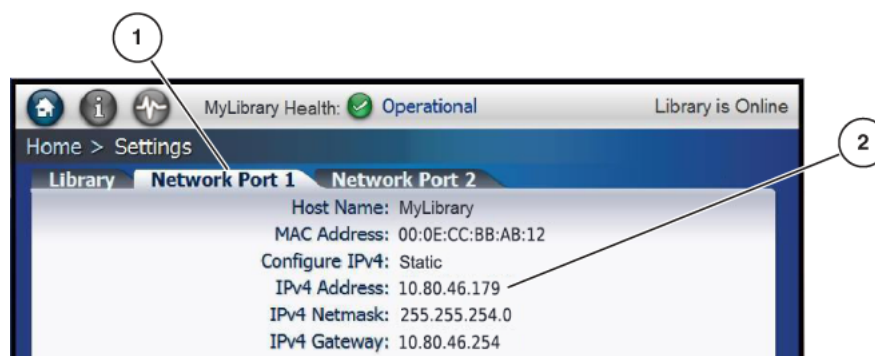 1
MyLibrary Health: Operational Library is Online
2
Home > Settings
Library Network Port 1 Network Port 2
Host Name: MyLibrary
MAC Address: 00:0E:CC:BB:AB:12
Configure IPv4: Static
IPv4 Address: 10.80.46.179
IPv4 Netmask: 255.255.254.0
IPv4 Gateway: 10.80.46.254